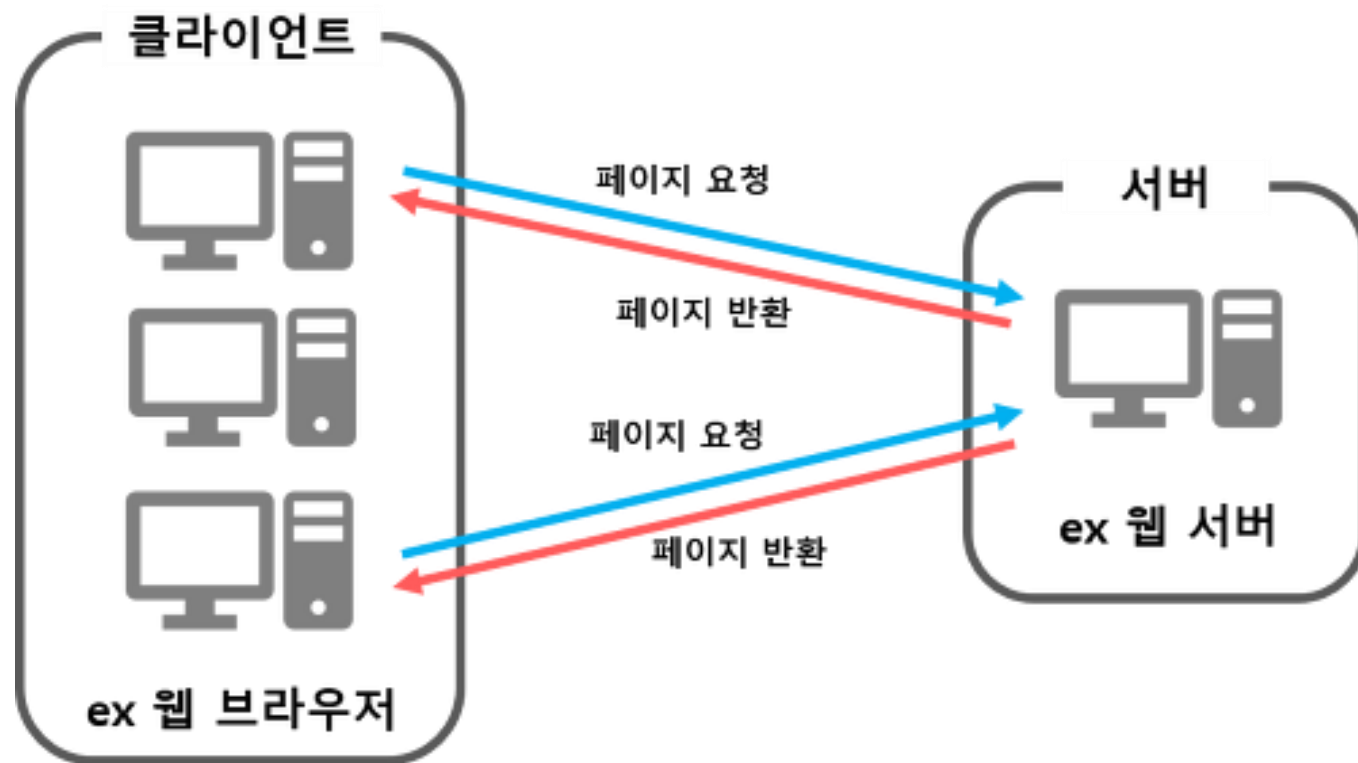 클라이언트
페이지 요청
서버
페이지 반환
페이지 요청
ex 웹 서버
페이지 반환
ex 웹 브라우저